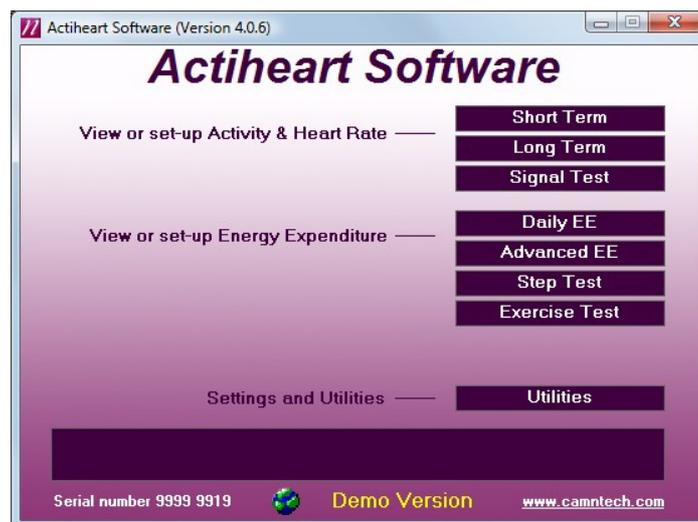 Actiheart Software (Version 4.0.6)
Actiheart Software
View or set-up Activity & Heart Rate
Short Term
Long Term
Signal Test
View or set-up Energy Expenditure
Daily EE
Advanced EE
Step Test
Exercise Test
Settings and Utilities
Utilities
Serial number 9999 9919 Demo Version www.camntech.com